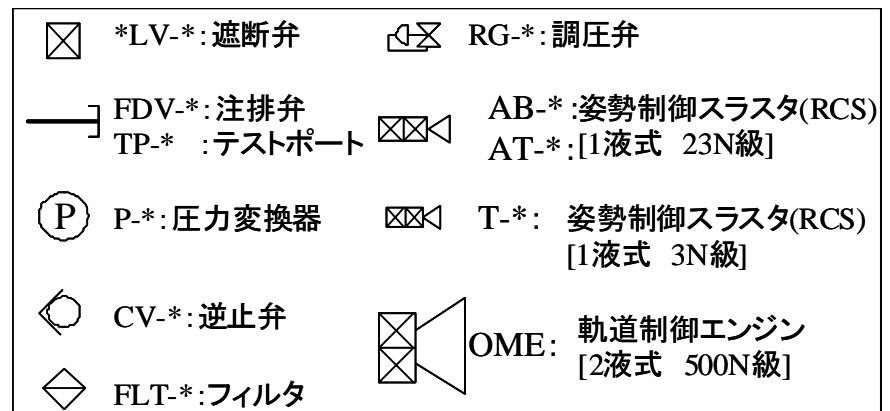 *LV-*:遮断弁
RG-*:調圧弁
FDV-*:注排弁
TP-* :テストポート
AB-* :姿勢制御スラスタ(RCS)
AT-*:[1液式 23N級]
P
P-*:圧力変換器
T-*: 姿勢制御スラスタ(RCS)
[1液式 3N級]
CV-*:逆止弁
OME: 軌道制御エンジン
[2液式 500N級]
FLT-*:フィルタ